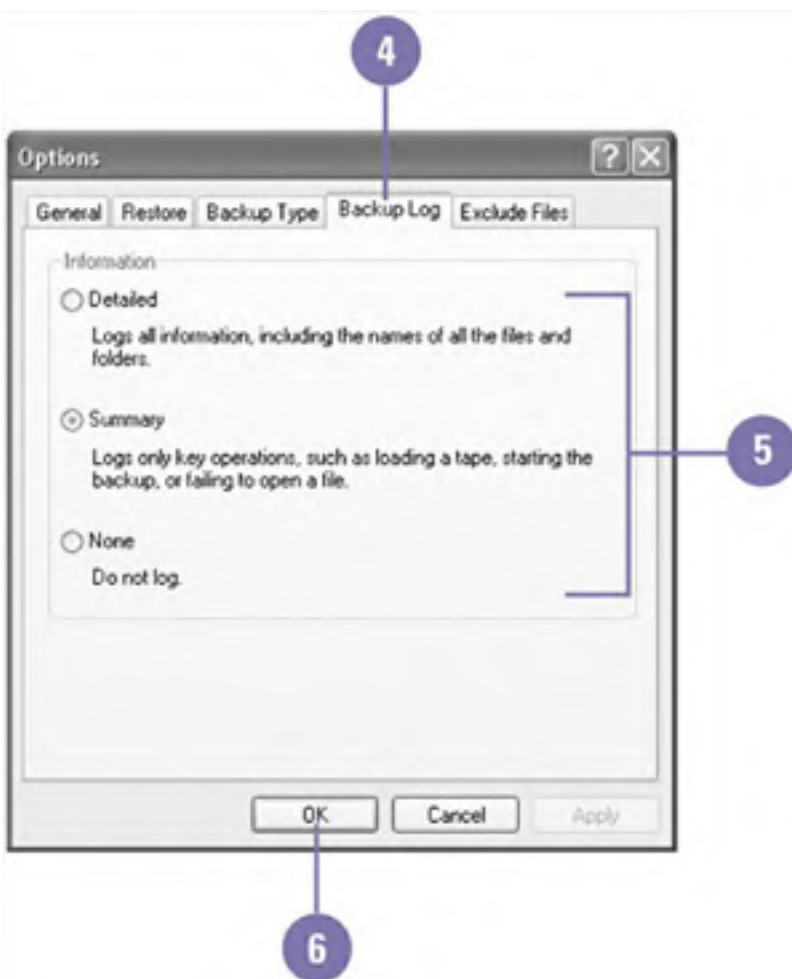 4
Options
General Restore Backup Type Backup Log Exclude Files
Information
Detailed
Logs all information, including the names of all the files and
folders.
Summary
Logs only key operations, such as loading a tape, starting the
backup, or failing to open a file.
5
None
Do not log.
OK Cancel Apply
6